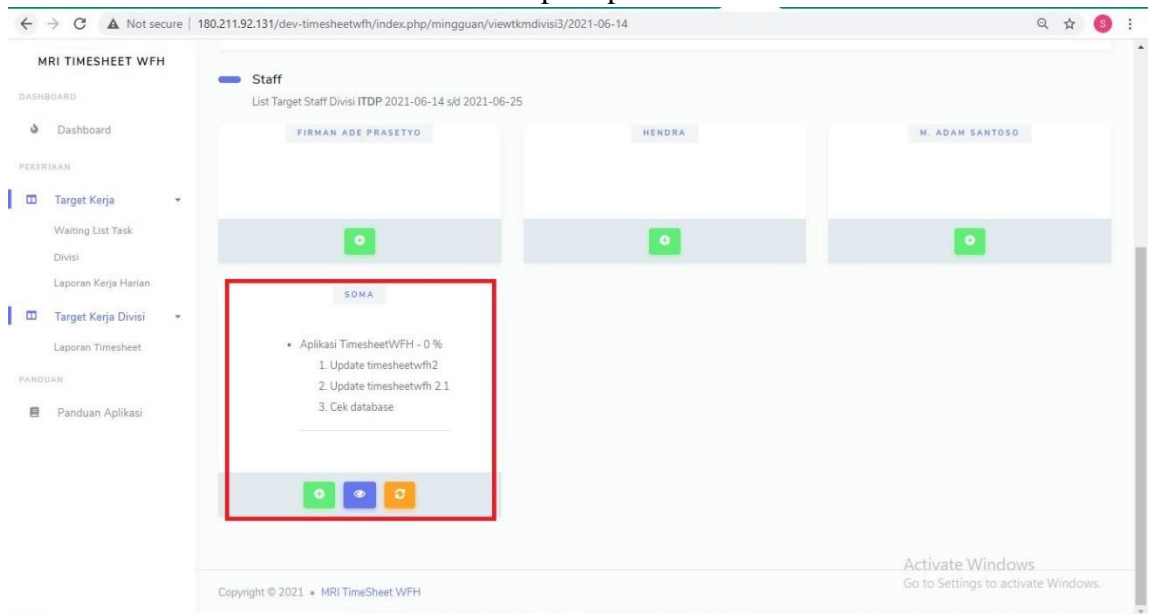 Not secure | 180.211.92.131/dev-timesheetwfh/index.php/mingguan/viewtkmdivisi3/2021-06-14
S
MRI TIMESHEET WFH
DASHBOARD
Dashboard
PEKERJAAN
Target Kerja
Waiting List Task
Divisi
Laporan Kerja Harian
Target Kerja Divisi
Laporan Timesheet
PANDUAN
Panduan Aplikasi
Staff
List Target Staff Divisi ITDP 2021-06-14 s/d 2021-06-25
FIRMAN ADE PRASETYO
HENDRA
M. ADAM SANTOSO
SOMA
• Aplikasi TimesheetWFH - 0 %
1. Update timesheetwfh2
2. Update timesheetwfh 2.1
3. Cek database
Activate Windows
Go to Settings to activate Windows.
Copyright © 2021 • MRI TimeSheet WFH